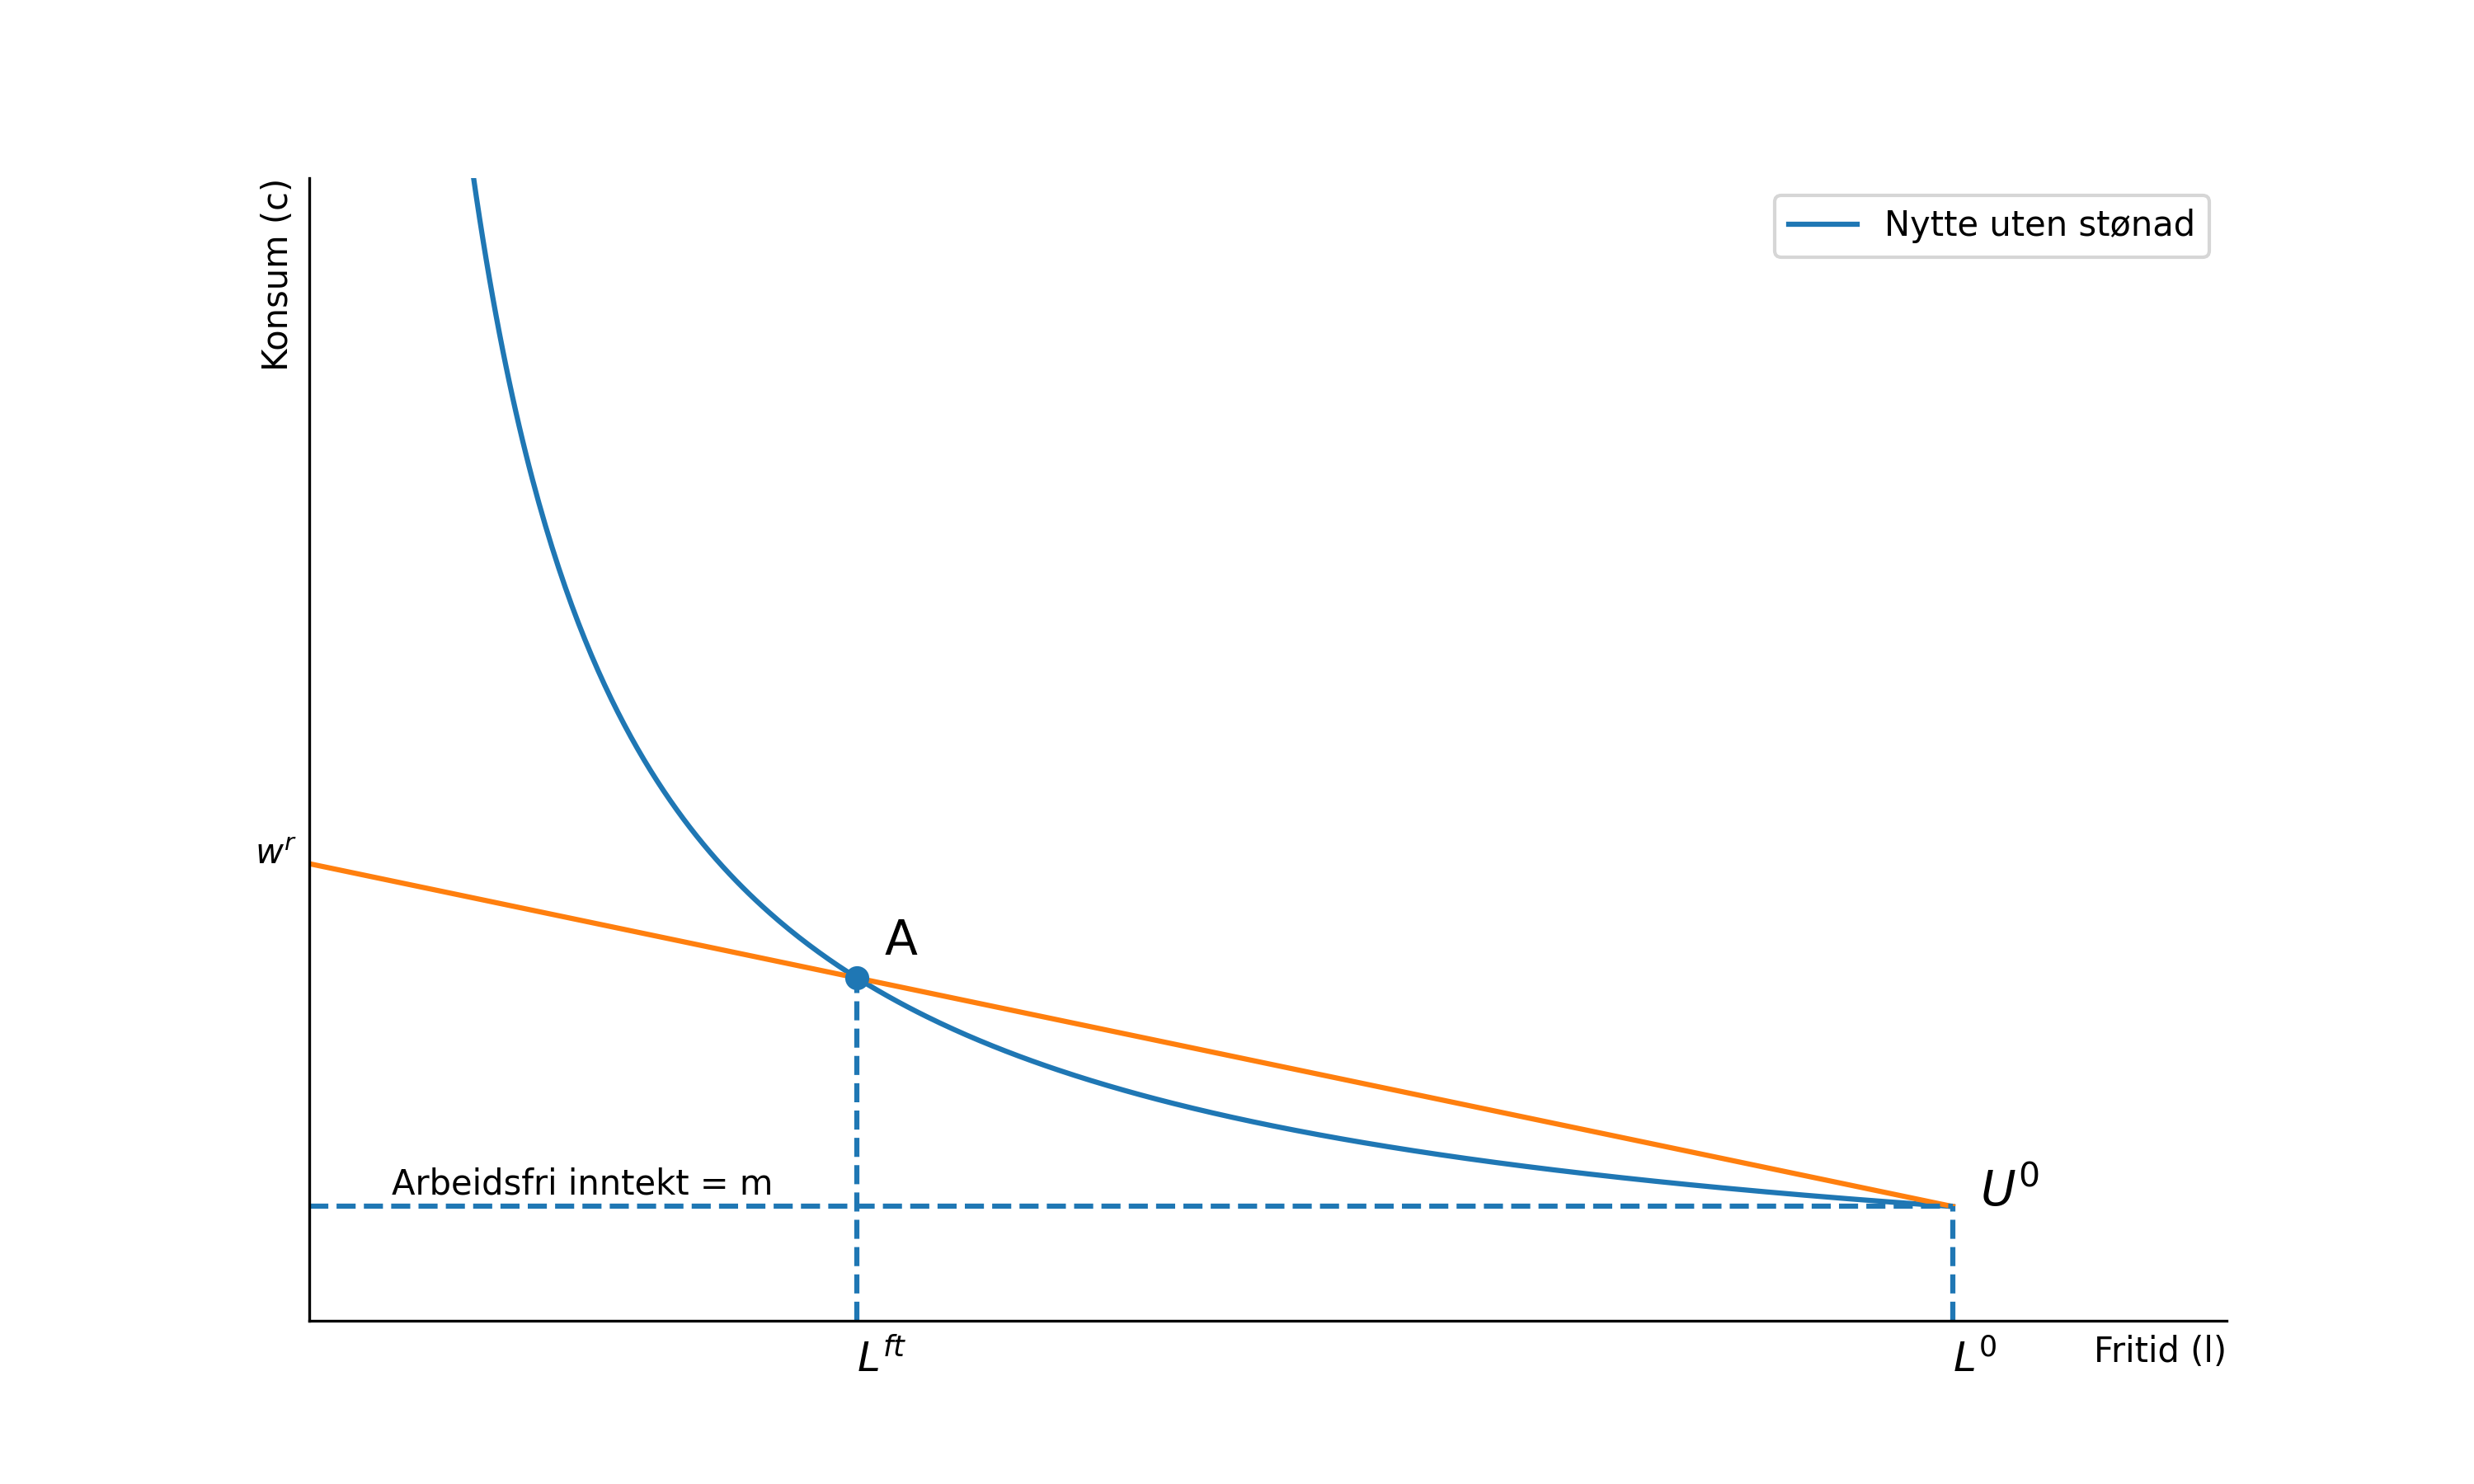 Konsum (c)
Nytte uten stønad
w^r
A
Arbeidsfri inntekt = m
U^0
L^ft
L^0
Fritid (l)